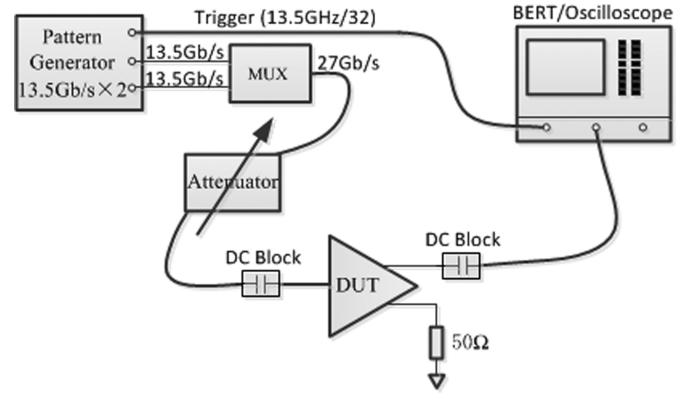 Trigger (13.5GHz/32)
BERT/Oscilloscope
Pattern
Generator
13.5Gb/s×2
13.5Gb/s
13.5Gb/s
MUX
27Gb/s
Attenuator
DC Block
DC Block
DUT
50Ω